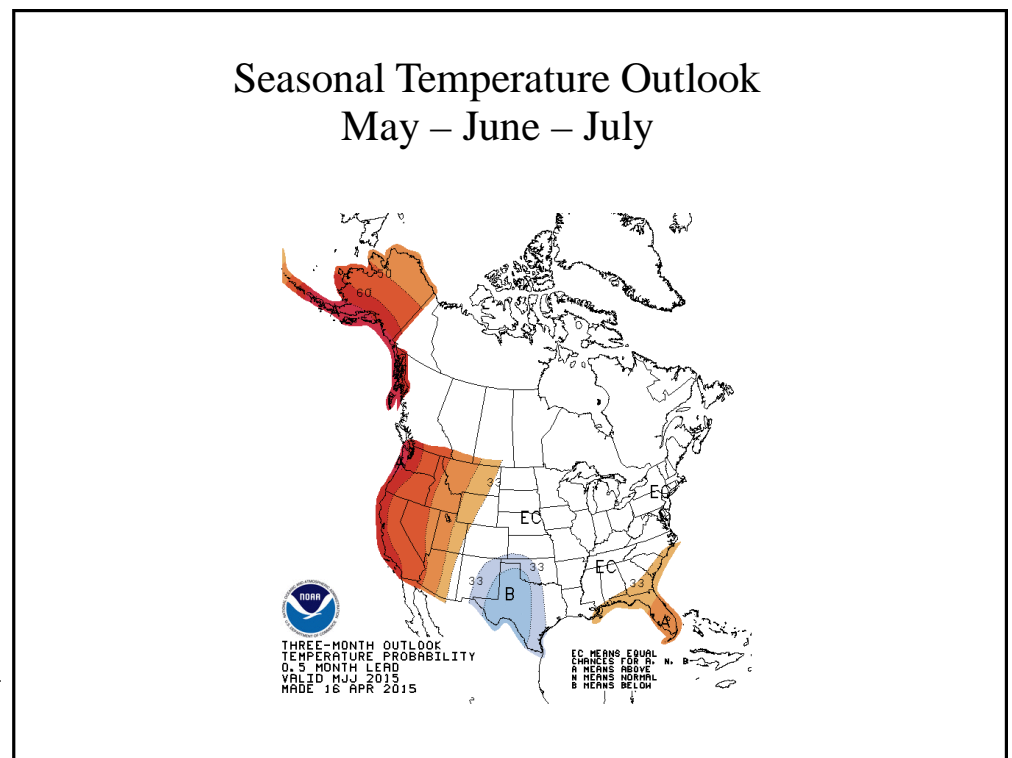 Seasonal Temperature Outlook
May – June – July
50
60
A
A
33
EC
EC
EC
33
33
33
B
A
NOAA
THREE-MONTH OUTLOOK
TEMPERATURE PROBABILITY
0.5 MONTH LEAD
VALID MJJ 2015
MADE 16 APR 2015
EC MEANS EQUAL
CHANCES FOR A, N, B
A MEANS ABOVE
N MEANS NORMAL
B MEANS BELOW